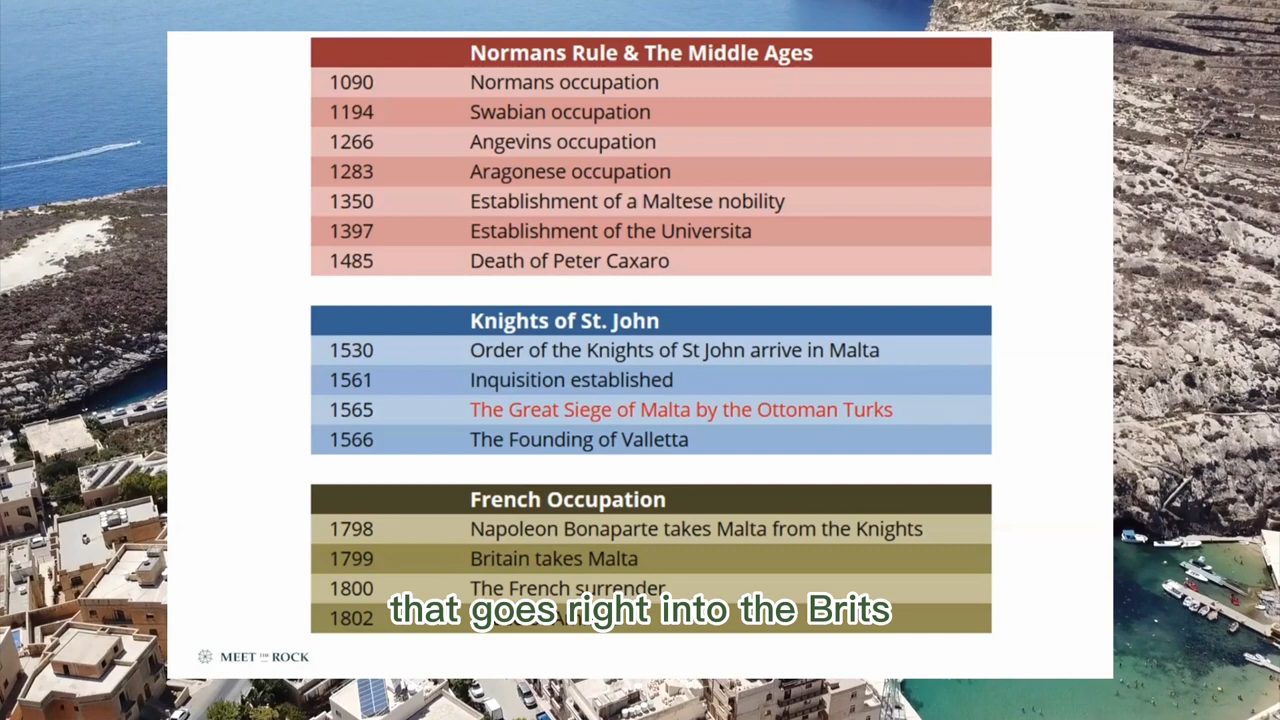 Normans Rule & The Middle Ages
1090 Normans occupation
1194 Swabian occupation
1266 Angevins occupation
1283 Aragonese occupation
1350 Establishment of a Maltese nobility
1397 Establishment of the Universita
1485 Death of Peter Caxaro
Knights of St. John
1530 Order of the Knights of St John arrive in Malta
1561 Inquisition established
1565 The Great Siege of Malta by the Ottoman Turks
1566 The Founding of Valletta
French Occupation
1798 Napoleon Bonaparte takes Malta from the Knights
1799 Britain takes Malta
1800 The French surrender
that goes right into the Brits
1802
MEET THE ROCK